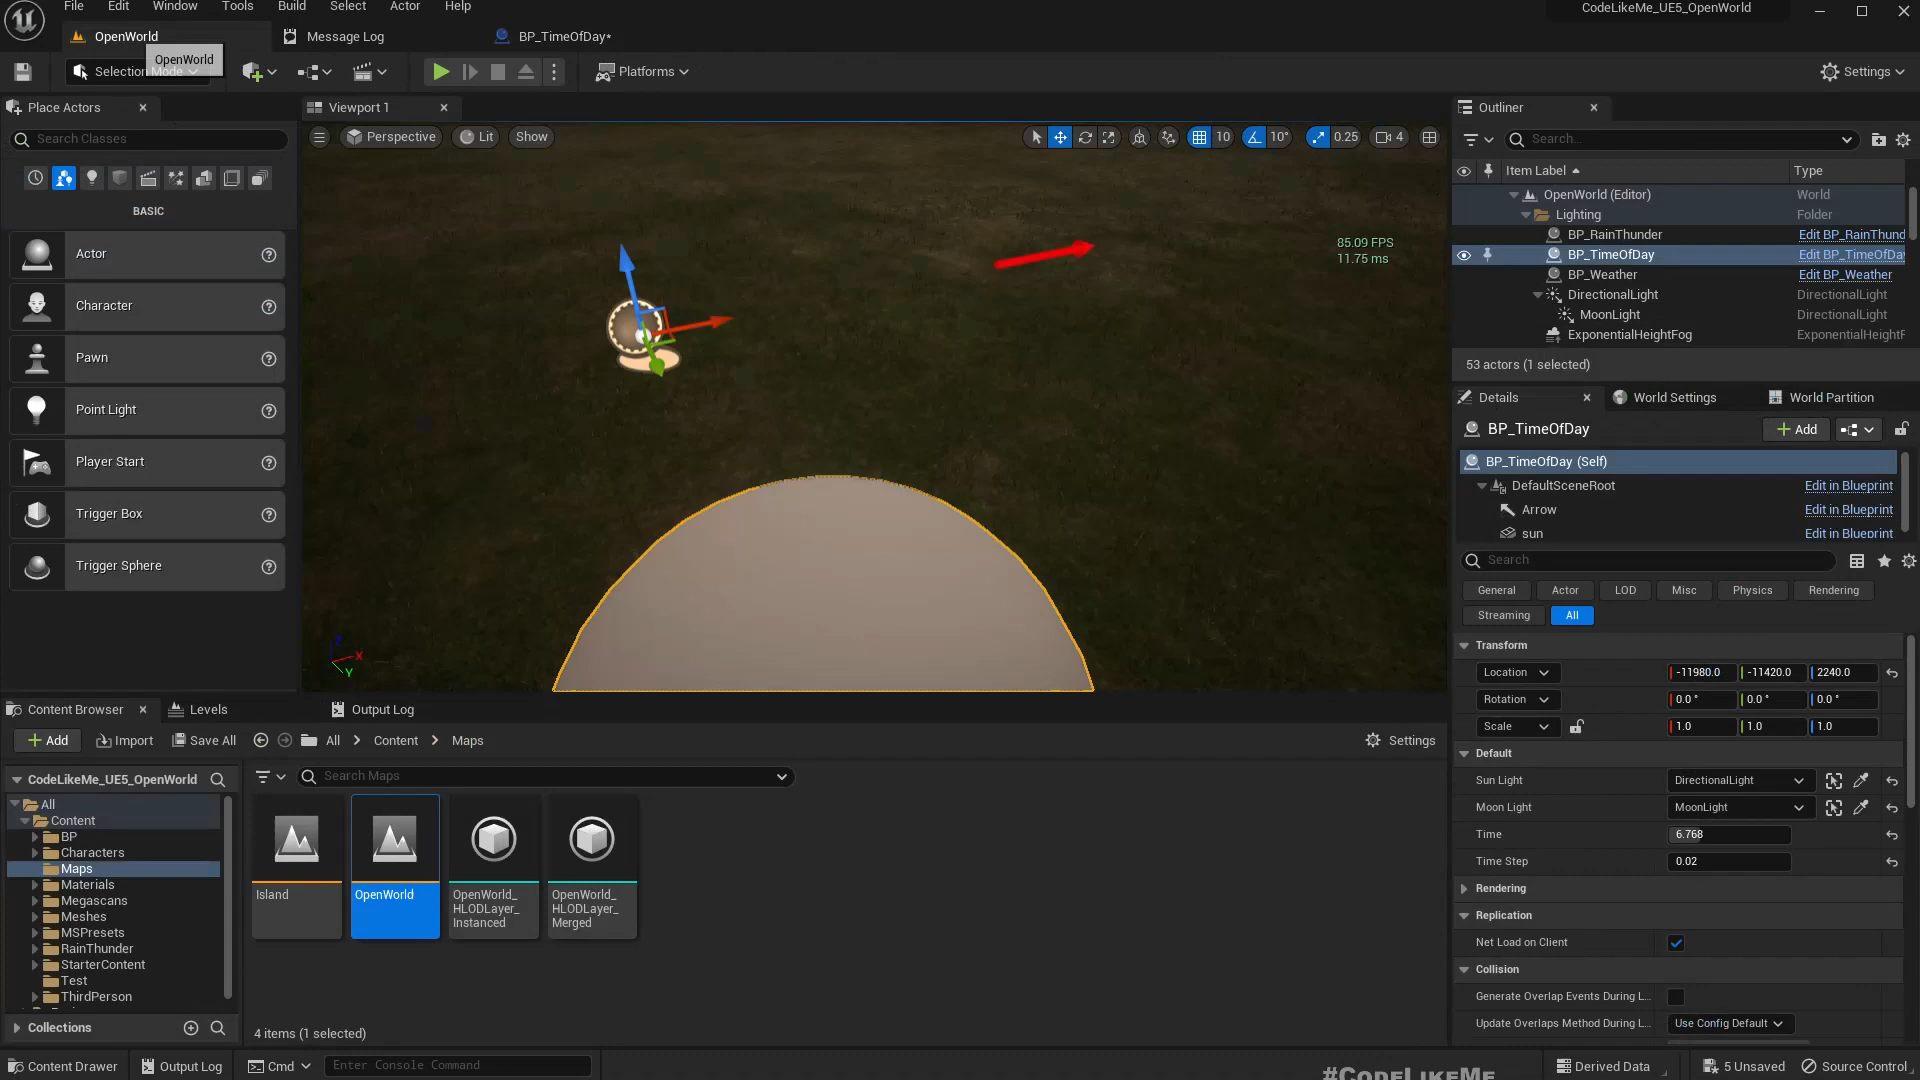 File Edit Window Tools Build Select Actor Help
CodeLikeMe_UE5_OpenWorld
OpenWorld
Message Log
BP_TimeOfDay*
OpenWorld
Selection Mode
Platforms
Settings
Place Actors
Search Classes
BASIC
Actor
Character
Pawn
Point Light
Player Start
Trigger Box
Trigger Sphere
Viewport 1
Perspective Lit Show
10 10° 0.25 4
85.09 FPS
11.75 ms
Z
X
Y
Outliner
Search...
Item Label Type
OpenWorld (Editor) World
Lighting Folder
BP_RainThunder Edit BP_RainThund
BP_TimeOfDay Edit BP_TimeOfDay
BP_Weather Edit BP_Weather
DirectionalLight DirectionalLight
MoonLight DirectionalLight
ExponentialHeightFog ExponentialHeightF
53 actors (1 selected)
Details World Settings World Partition
BP_TimeOfDay
Add
BP_TimeOfDay (Self)
DefaultSceneRoot Edit in Blueprint
Arrow Edit in Blueprint
sun Edit in Blueprint
Search
General Actor LOD Misc Physics Rendering
Streaming All
Transform
Location -11980.0 -11420.0 2240.0
Rotation 0.0 ° 0.0 ° 0.0 °
Scale 1.0 1.0 1.0
Default
Sun Light DirectionalLight
Moon Light MoonLight
Time 6.768
Time Step 0.02
Rendering
Replication
Net Load on Client
Collision
Generate Overlap Events During L...
Update Overlaps Method During L... Use Config Default
Content Browser Levels Output Log
Add Import Save All All Content Maps Settings
CodeLikeMe_UE5_OpenWorld
Search Maps
All
Content
BP
Characters
Maps
Materials
Megascans
Meshes
MSPresets
RainThunder
StarterContent
Test
ThirdPerson
Collections
Island
OpenWorld
OpenWorld_
HLODLayer_
Instanced
OpenWorld_
HLODLayer_
Merged
4 items (1 selected)
Content Drawer Output Log Cmd Enter Console Command
#CODELIKEME
Derived Data 5 Unsaved Source Control